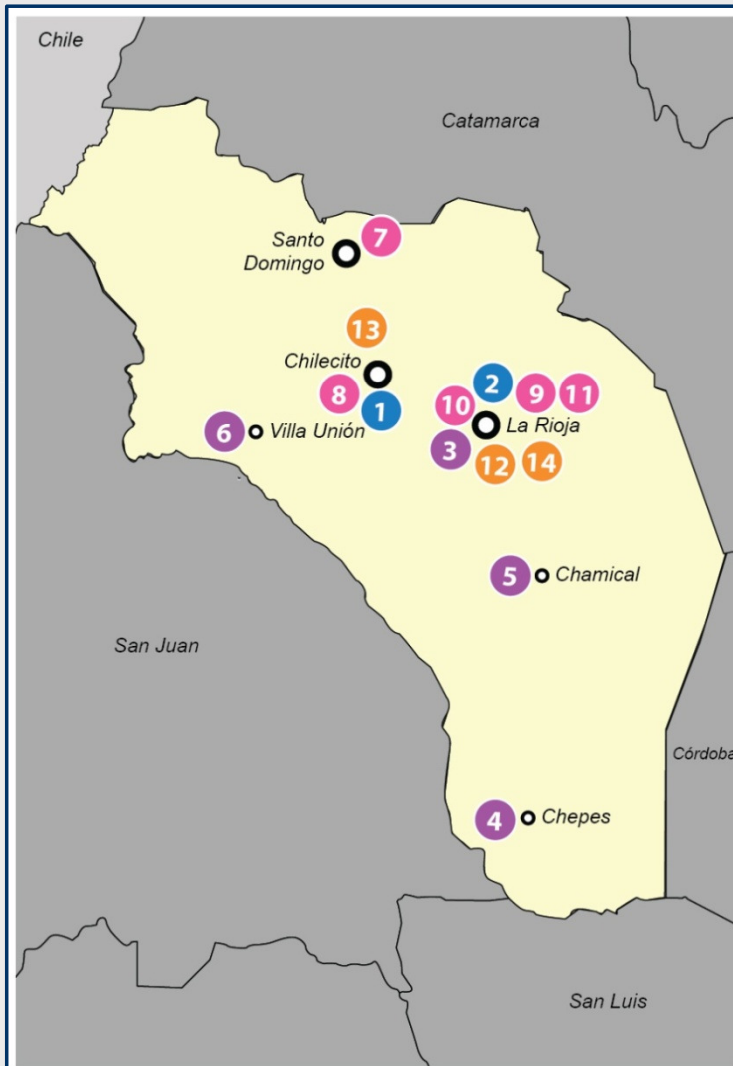 Chile
Catamarca
Santo
Domingo
7
13
Chilecito
8
1
2
10
9
11
La Rioja
3
12
14
6
Villa Unión
5
Chamical
San Juan
Córdoba
4
Chepes
San Luis